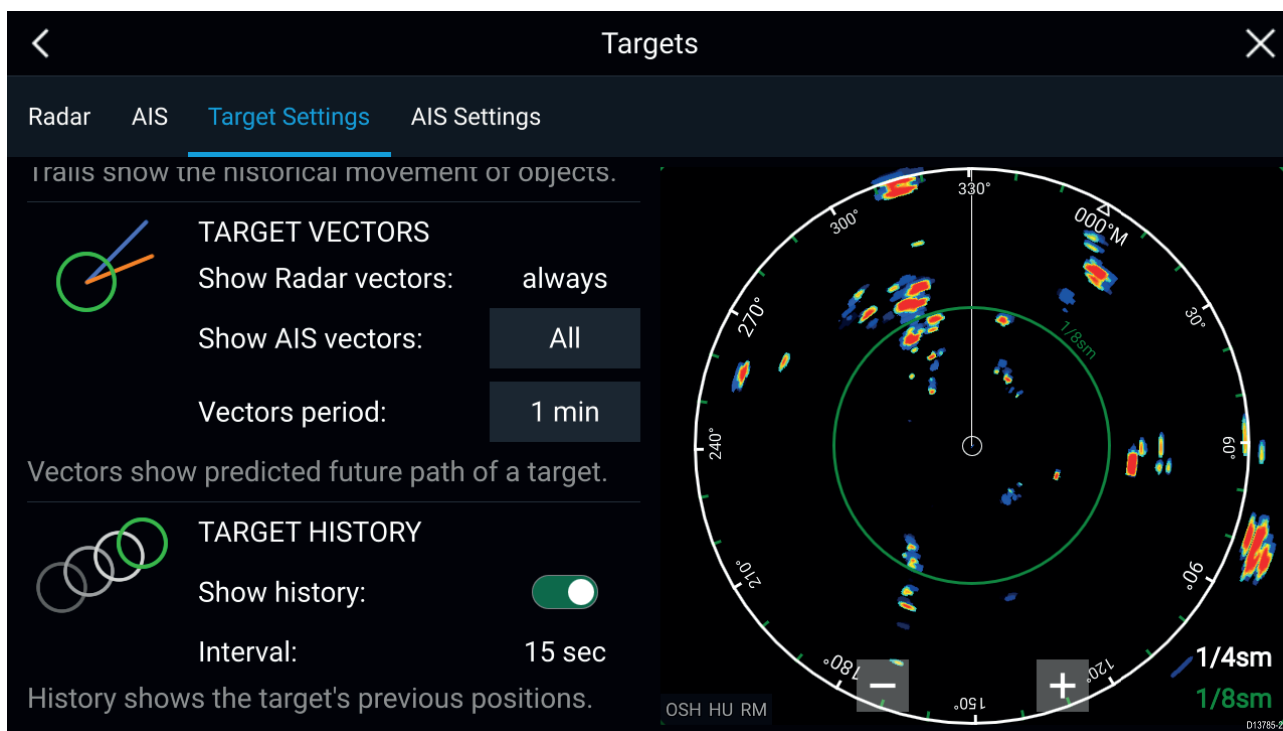 Targets
Radar AIS Target Settings AIS Settings
Trails show the historical movement of objects.
TARGET VECTORS
Show Radar vectors: always
Show AIS vectors: All
Vectors period: 1 min
Vectors show predicted future path of a target.
TARGET HISTORY
Show history:
Interval: 15 sec
History shows the target's previous positions.
330°
000°M
30°
60°
90°
120°
150°
180°
210°
240°
270°
300°
1/8sm
1/4sm
1/8sm
OSH HU RM
D13785-2